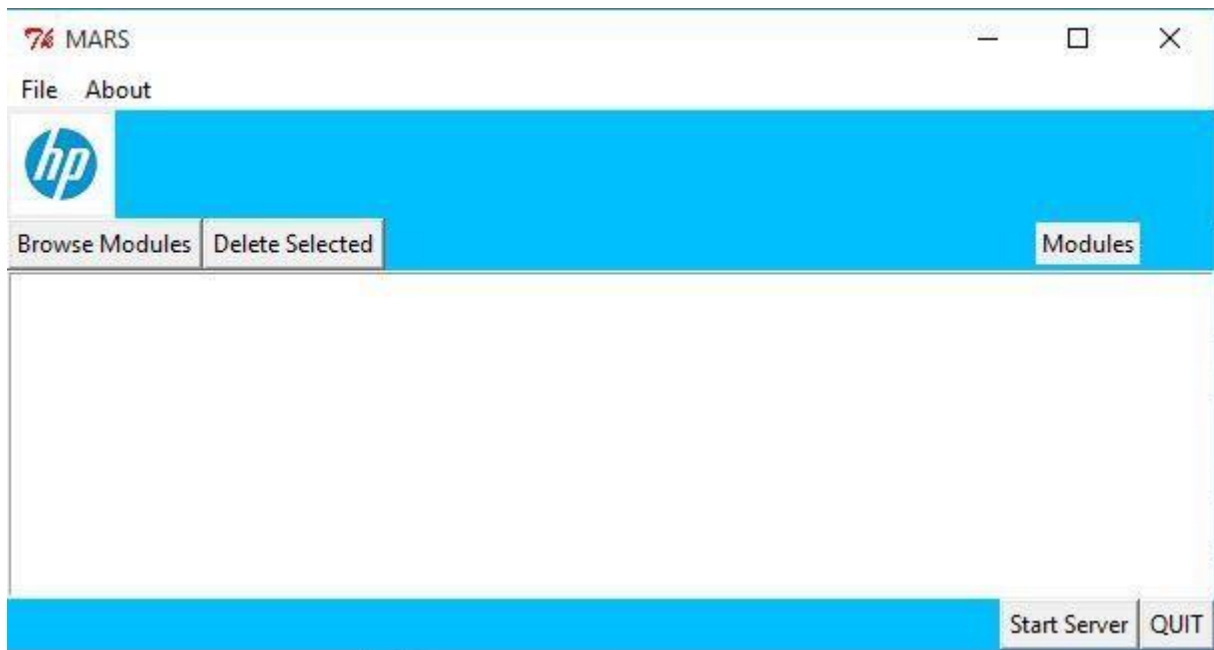 MARS
File About
hp
Browse Modules Delete Selected Modules
Start Server QUIT